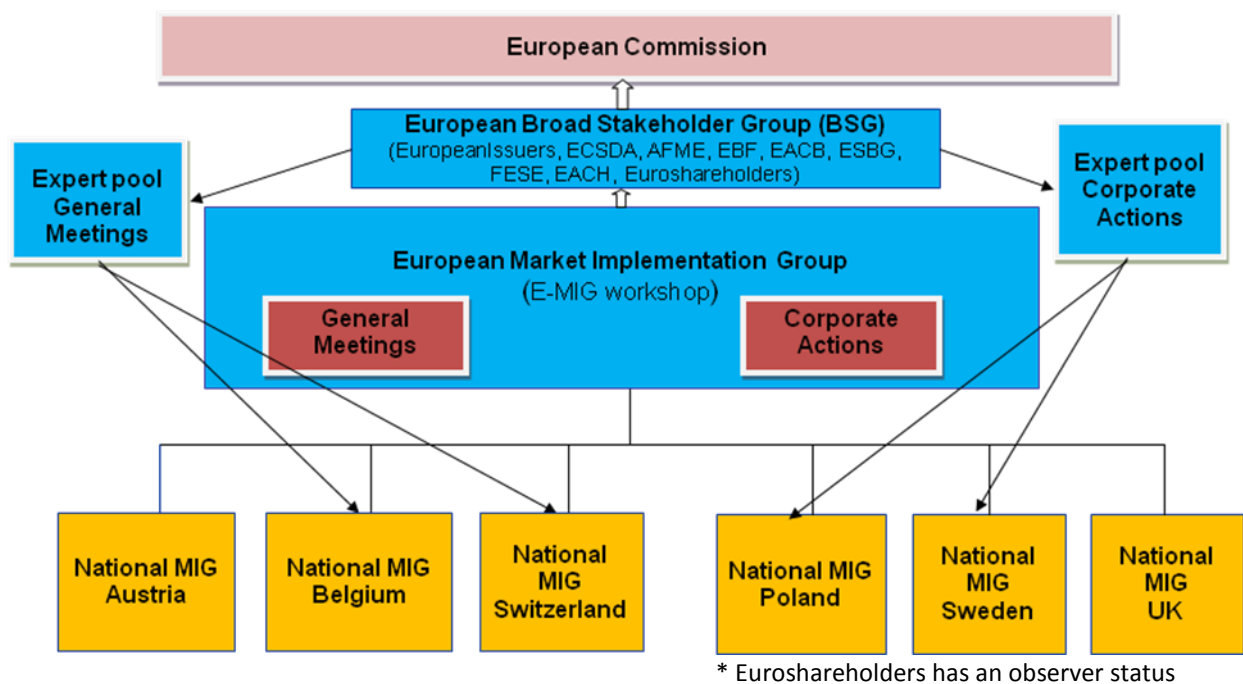 European Commission
European Broad Stakeholder Group (BSG)
(EuropeanIssuers, ECSDA, AFME, EBF, EACB, ESBG,
FESE, EACH, Euroshareholders)
Expert pool
General
Meetings
Expert pool
Corporate
Actions
European Market Implementation Group
(E-MIG workshop)
General
Meetings
Corporate
Actions
National MIG
Austria
National MIG
Belgium
National
MIG
Switzerland
National MIG
Poland
National
MIG
Sweden
National
MIG
UK
* Euroshareholders has an observer status